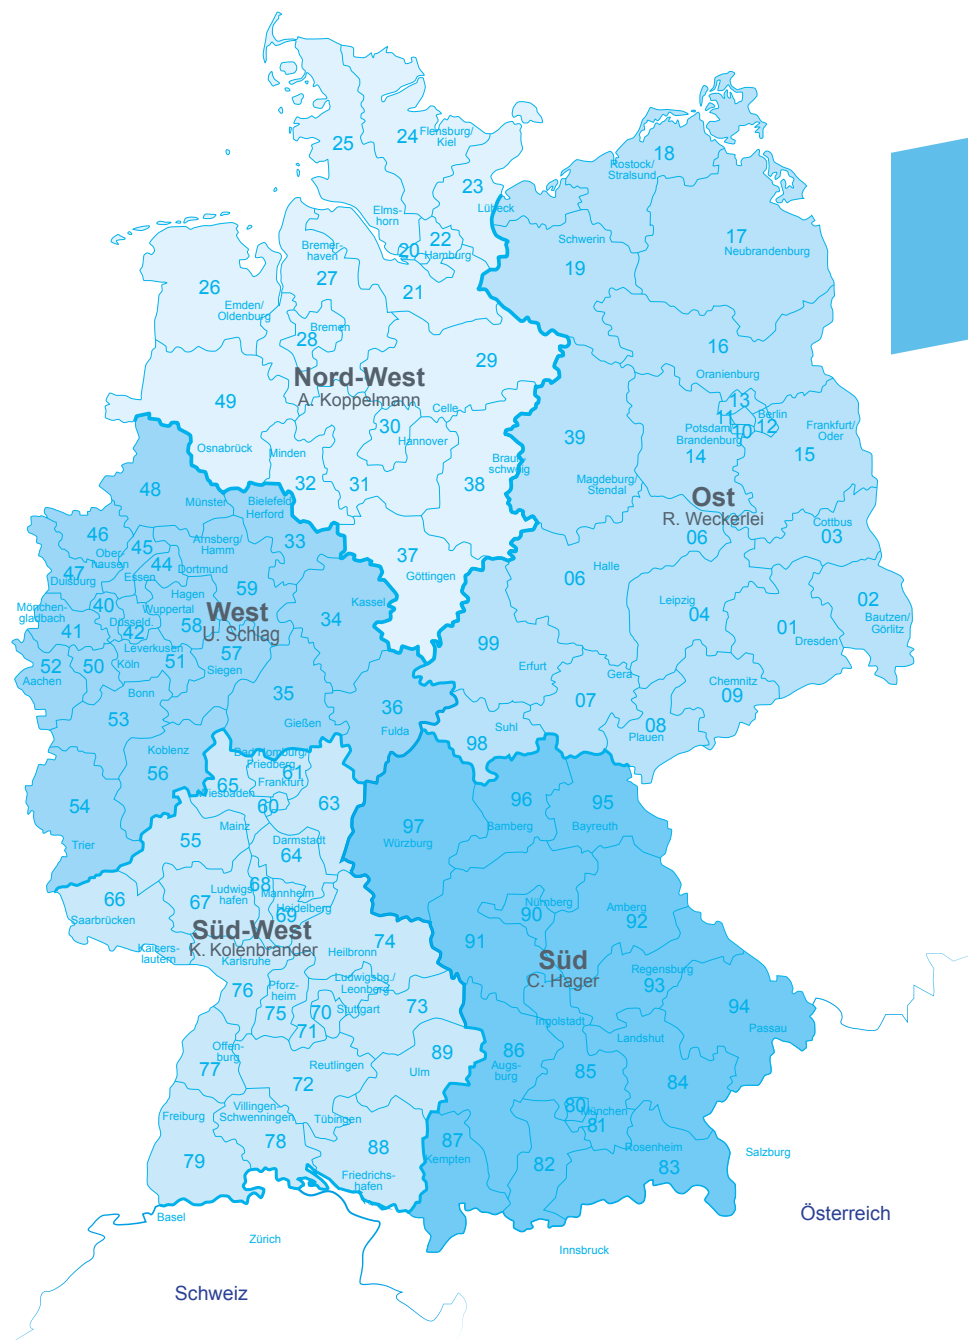 24
Flensburg/
Kiel
25
18
Rostock/
Stralsund
23
Lübeck
Elms-
horn
22
20
Hamburg
17
Neubrandenburg
Schwerin
19
Bremer-
haven
27
26
21
Emden/
Oldenburg
Bremen
28
29
16
Oranienburg
Nord-West
A. Koppelmann
49
Celle
30
Hannover
13
11
Berlin
10
12
Potsdam/
Brandenburg
14
Frankfurt/
Oder
15
Osnabrück
Minden
39
Braun-
schweig
32
31
38
Magdeburg/
Stendal
Ost
R. Weckerlei
48
Münster
Bielefeld
Herford
46
45
Arnsberg/
Hamm
33
Cottbus
03
06
Ober-
hausen
44
Dortmund
47
Duisburg
Essen
37
Göttingen
Halle
06
59
Hagen
Mönchen-
gladbach
40
Wuppertal
West
U. Schlag
Kassel
34
Leipzig
04
02
Bautzen/
Görlitz
41
Düsseld.
42
58
01
Dresden
Leverkusen
57
99
52
50
Köln
51
Siegen
Aachen
Erfurt
Gera
Chemnitz
09
Bonn
35
07
53
Gießen
36
Fulda
Suhl
08
Plauen
98
Koblenz
56
Bad Homburg/
Friedberg
61
65
Frankfurt
Wiesbaden
60
63
54
Trier
96
Bamberg
95
Bayreuth
97
Würzburg
Mainz
55
Darmstadt
64
66
Saarbrücken
67
Ludwigs-
hafen
68
Mannheim
Heidelberg
69
Nürnberg
90
Amberg
92
Süd-West
K. Kolenbrander
74
Heilbronn
91
Kaisers-
lautern
Karlsruhe
Süd
C. Hager
Regensburg
93
76
Pforz-
heim
Ludwigsbg./
Leonberg
75
70
Stuttgart
73
71
94
Passau
Ingolstadt
Landshut
Offen-
burg
77
Reutlingen
89
Ulm
86
Augs-
burg
85
84
72
Freiburg
Villingen-
Schwenningen
Tübingen
80
München
81
78
88
87
Kempten
79
Friedrichs-
hafen
82
Rosenheim
83
Salzburg
Basel
Österreich
Zürich
Innsbruck
Schweiz